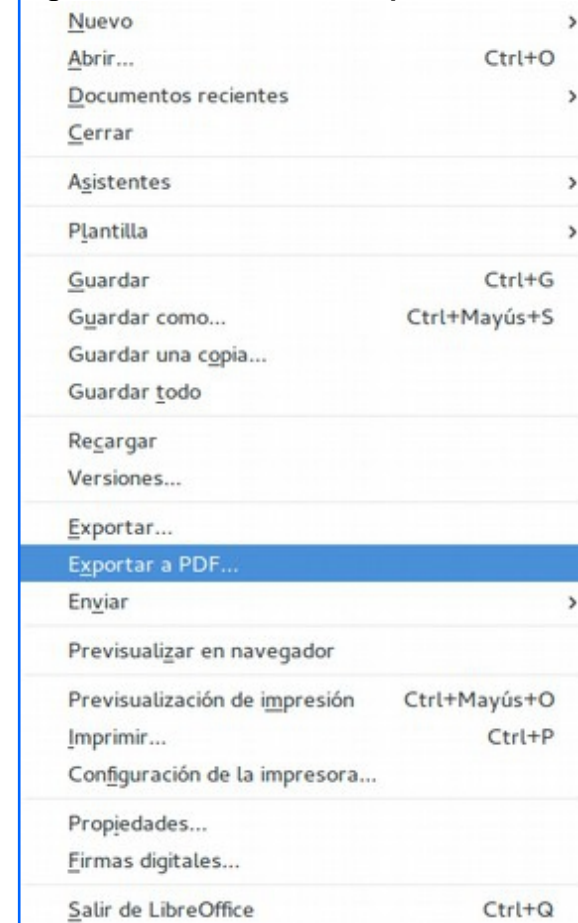 Nuevo
Abrir... Ctrl+O
Documentos recientes
Cerrar
Asistentes
Plantilla
Guardar Ctrl+G
Guardar como... Ctrl+Mayús+S
Guardar una copia...
Guardar todo
Recargar
Versiones...
Exportar...
Exportar a PDF...
Enviar
Previsualizar en navegador
Previsualización de impresión Ctrl+Mayús+O
Imprimir... Ctrl+P
Configuración de la impresora...
Propiedades...
Firmas digitales...
Salir de LibreOffice Ctrl+Q